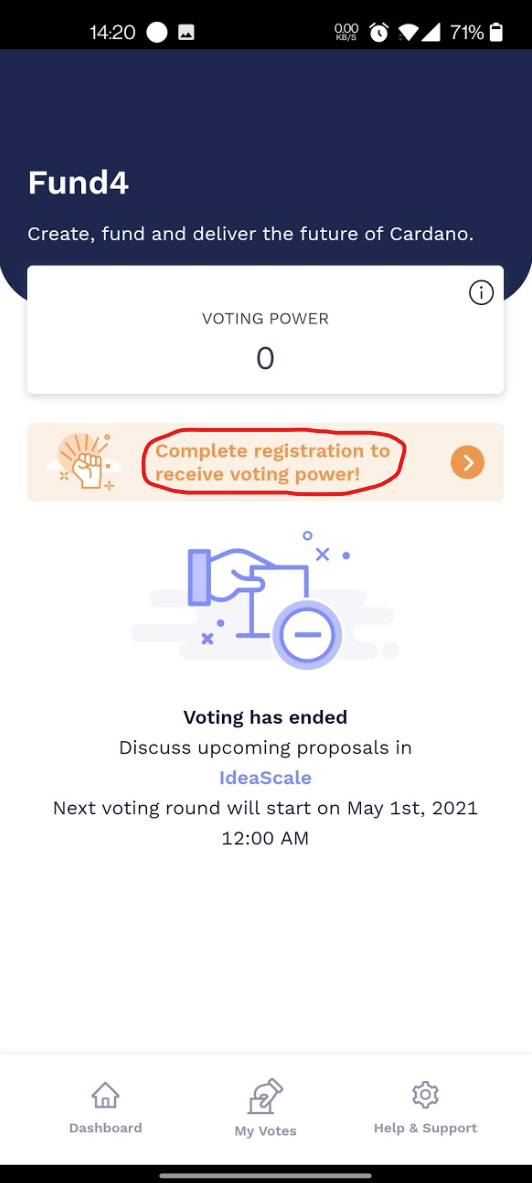 14:20
0.00
KB/S
71%
Fund4
Create, fund and deliver the future of Cardano.
VOTING POWER
0
Complete registration to
receive voting power!
Voting has ended
Discuss upcoming proposals in
IdeaScale
Next voting round will start on May 1st, 2021
12:00 AM
Dashboard
My Votes
Help & Support